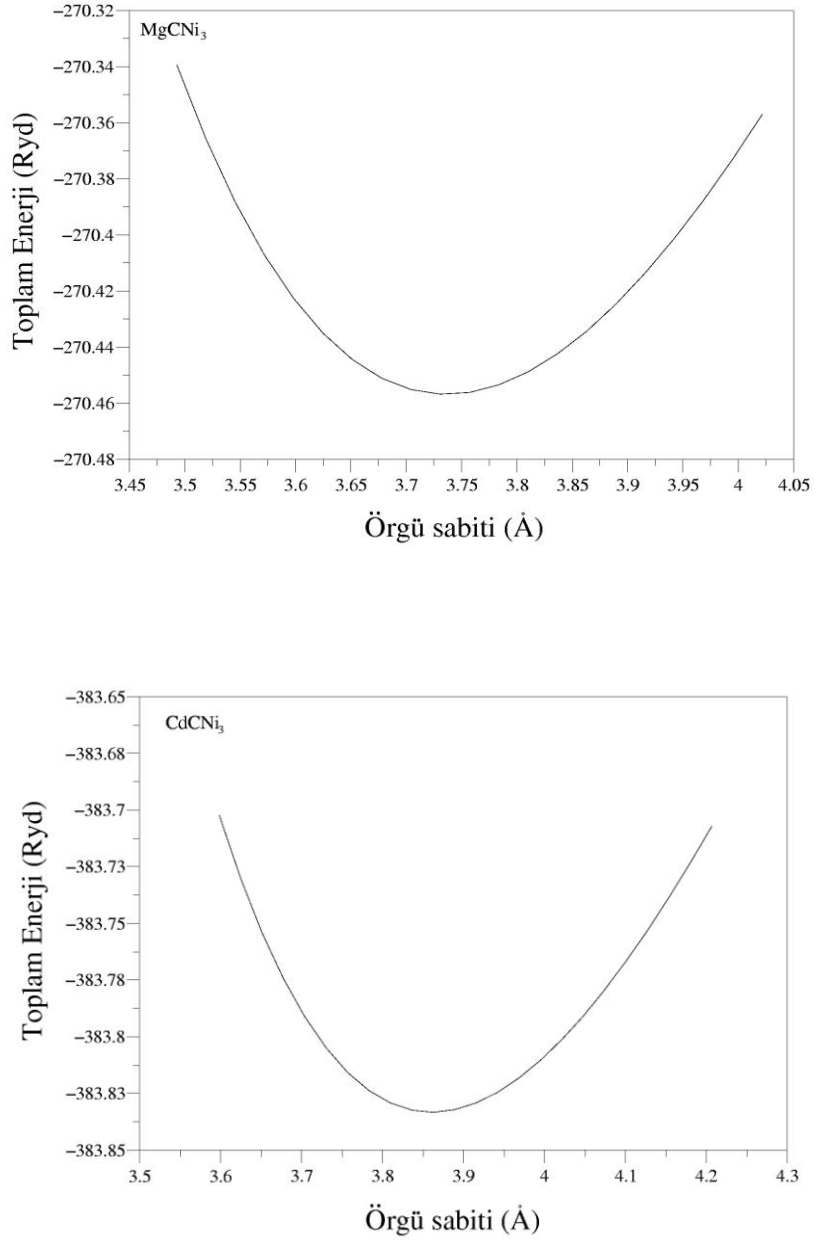 MgCNi₃
Toplam Enerji (Ryd)
−270.32
−270.34
−270.36
−270.38
−270.4
−270.42
−270.44
−270.46
−270.48
3.45 3.5 3.55 3.6 3.65 3.7 3.75 3.8 3.85 3.9 3.95 4 4.05
Örgü sabiti (Å)
CdCNi₃
Toplam Enerji (Ryd)
−383.65
−383.68
−383.7
−383.73
−383.75
−383.78
−383.8
−383.83
−383.85
3.5 3.6 3.7 3.8 3.9 4 4.1 4.2 4.3
Örgü sabiti (Å)